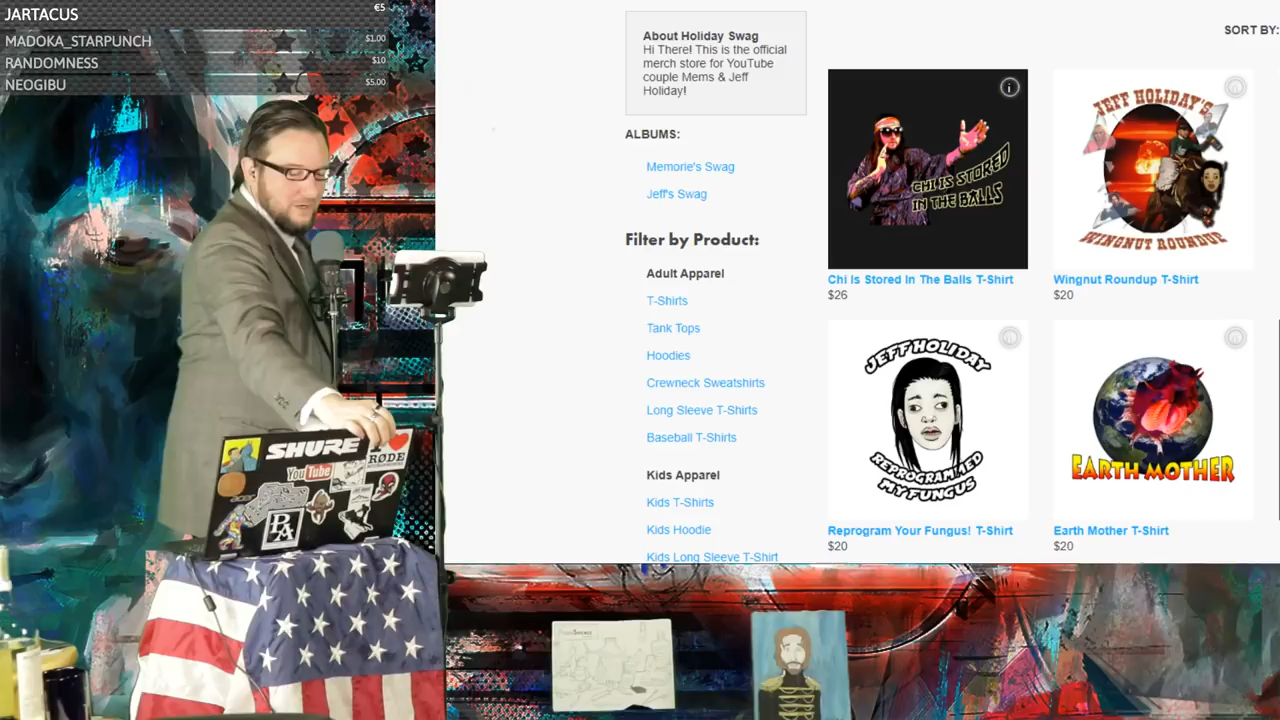 JARTACUS €5
MADOKA_STARPUNCH $1.00
RANDOMNESS $10
NEOGIBU $5.00
SHURE
YouTube
I
RØDE
PA
About Holiday Swag
Hi There! This is the official
merch store for YouTube
couple Mems & Jeff
Holiday!
ALBUMS:
Memorie's Swag
Jeff's Swag
Filter by Product:
Adult Apparel
T-Shirts
Tank Tops
Hoodies
Crewneck Sweatshirts
Long Sleeve T-Shirts
Baseball T-Shirts
Kids Apparel
Kids T-Shirts
Kids Hoodie
Kids Long Sleeve T-Shirt
SORT BY:
CHI IS STORED
IN THE BALLS
Chi Is Stored In The Balls T-Shirt
$26
JEFF HOLIDAY'S
WINGNUT ROUNDUP
Wingnut Roundup T-Shirt
$20
JEFF HOLIDAY
REPROGRAMMED
MY FUNGUS
Reprogram Your Fungus! T-Shirt
$20
EARTH MOTHER
Earth Mother T-Shirt
$20